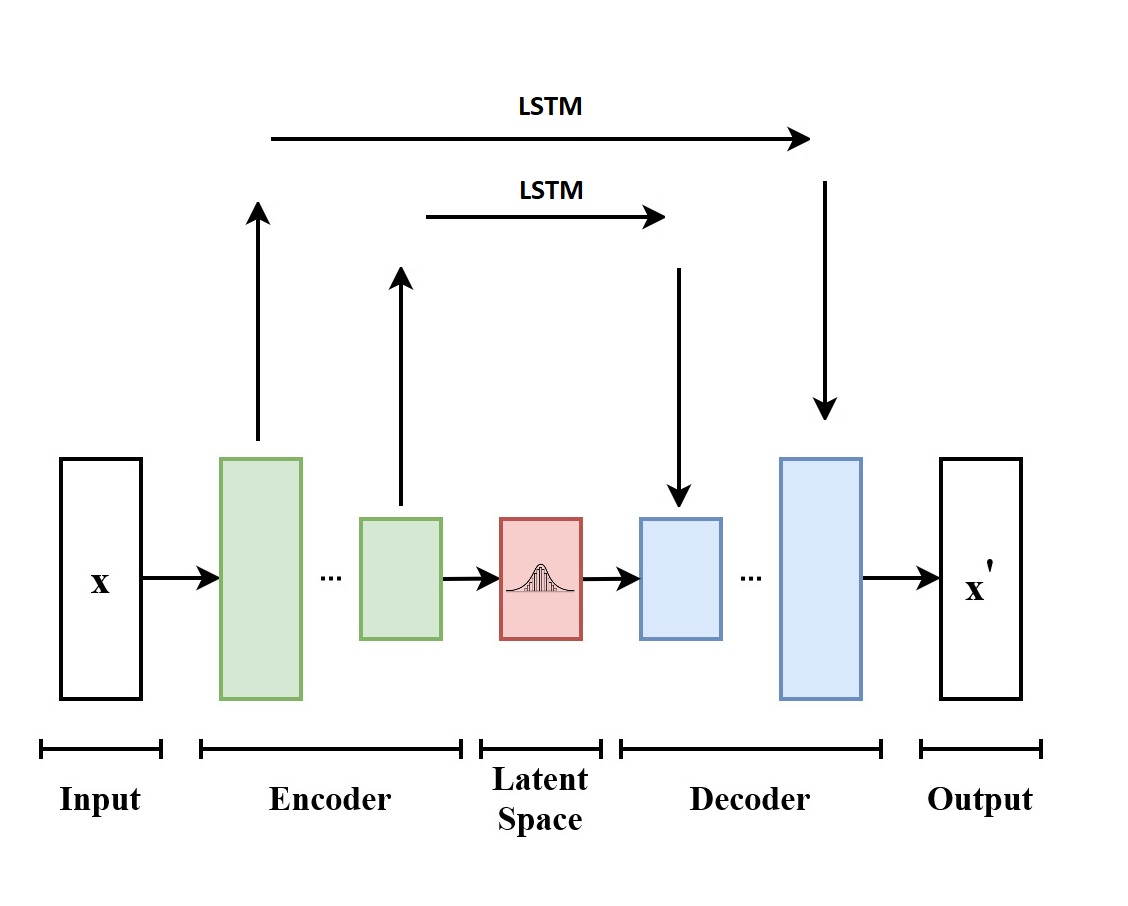 LSTM
LSTM
x
...
...
x'
Input
Encoder
Latent
Space
Decoder
Output